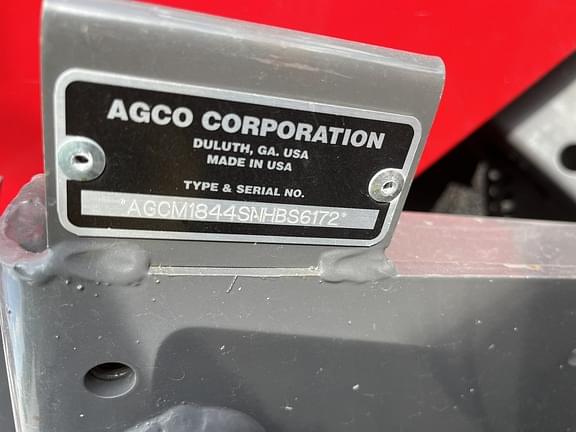 AGCO CORPORATION
DULUTH, GA. USA
MADE IN USA
TYPE & SERIAL NO.
*AGCM1844SNHBS6172*